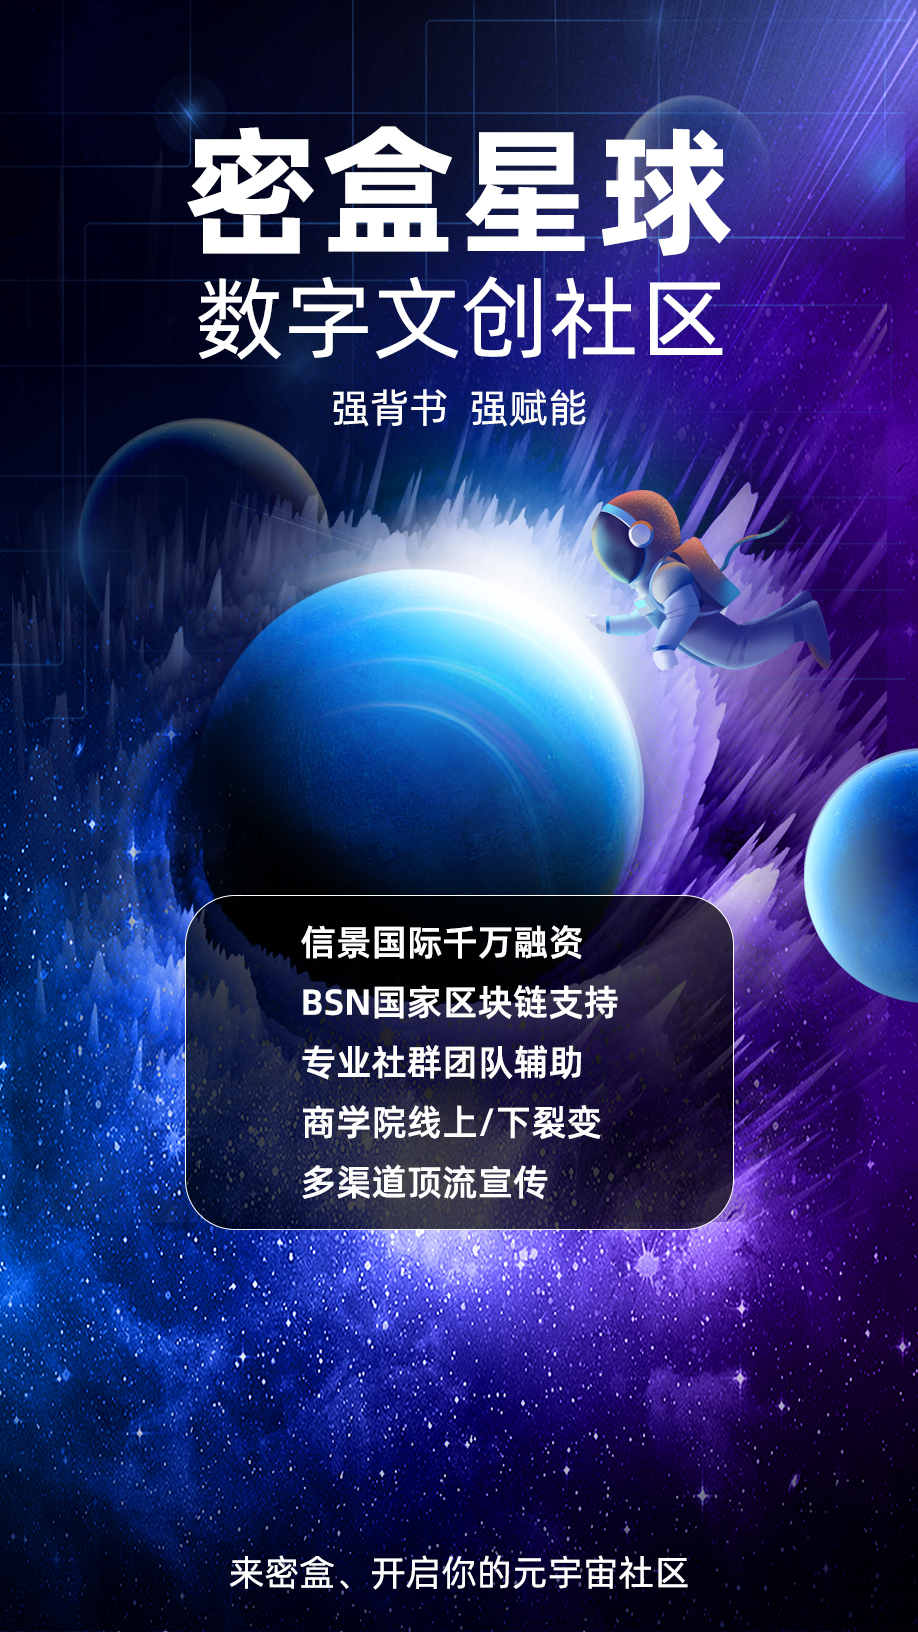 密盒星球
数字文创社区
强背书 强赋能
信景国际千万融资
BSN国家区块链支持
专业社群团队辅助
商学院线上/下裂变
多渠道顶流宣传
来密盒、开启你的元宇宙社区